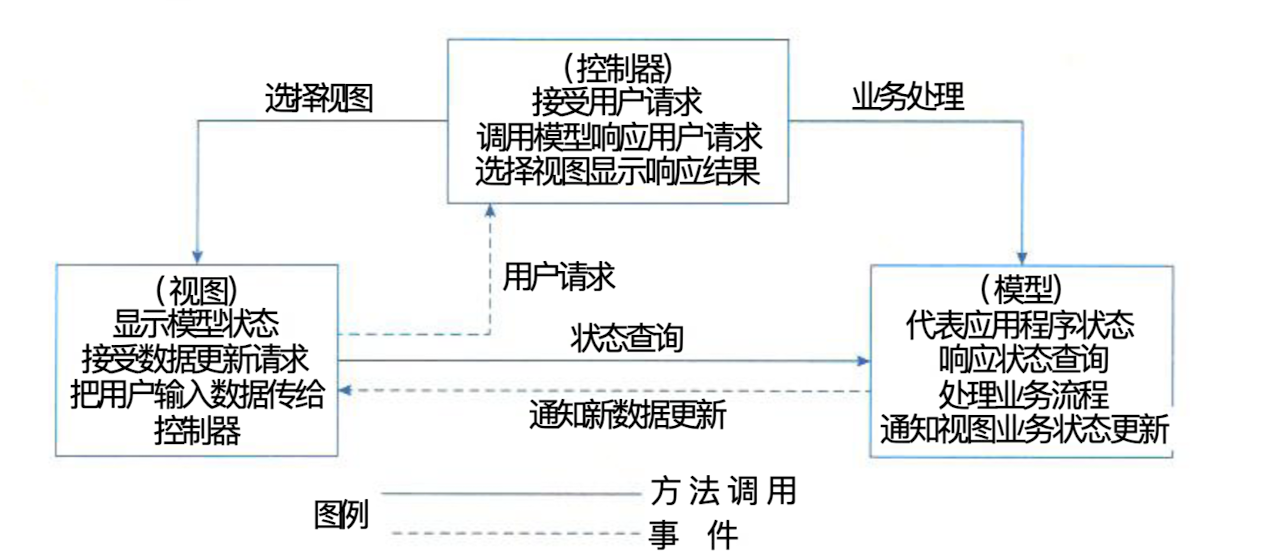 (控制器)
接受用户请求
调用模型响应用户请求
选择视图显示响应结果
选择视图
业务处理
用户请求
(视图)
显示模型状态
接受数据更新请求
把用户输入数据传给
控制器
状态查询
通知新数据更新
(模型)
代表应用程序状态
响应状态查询
处理业务流程
通知视图业务状态更新
图例
方法调用
事 件